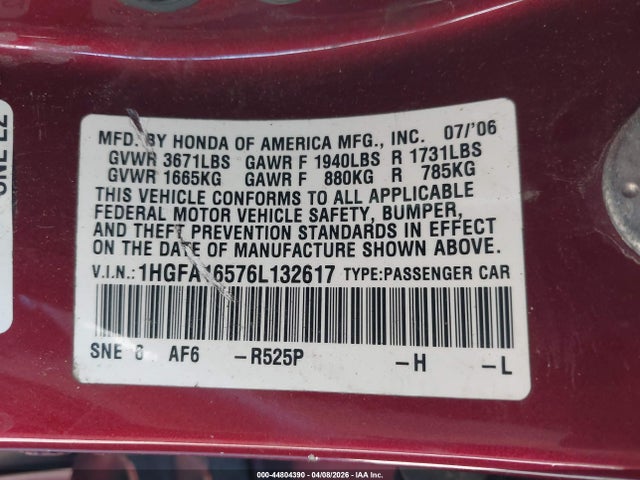 MFD. BY HONDA OF AMERICA MFG., INC. 07/'06
GVWR 3671LBS GAWR F 1940LBS R 1731LBS
GVWR 1665KG GAWR F 880KG R 785KG
THIS VEHICLE CONFORMS TO ALL APPLICABLE
FEDERAL MOTOR VEHICLE SAFETY, BUMPER,
AND THEFT PREVENTION STANDARDS IN EFFECT
ON THE DATE OF MANUFACTURE SHOWN ABOVE.
V.I.N.: 1HGFA16576L132617 TYPE:PASSENGER CAR
SNE AF6 -R525P -H -L
000-44804390 - 04/08/2026 - IAA Inc.